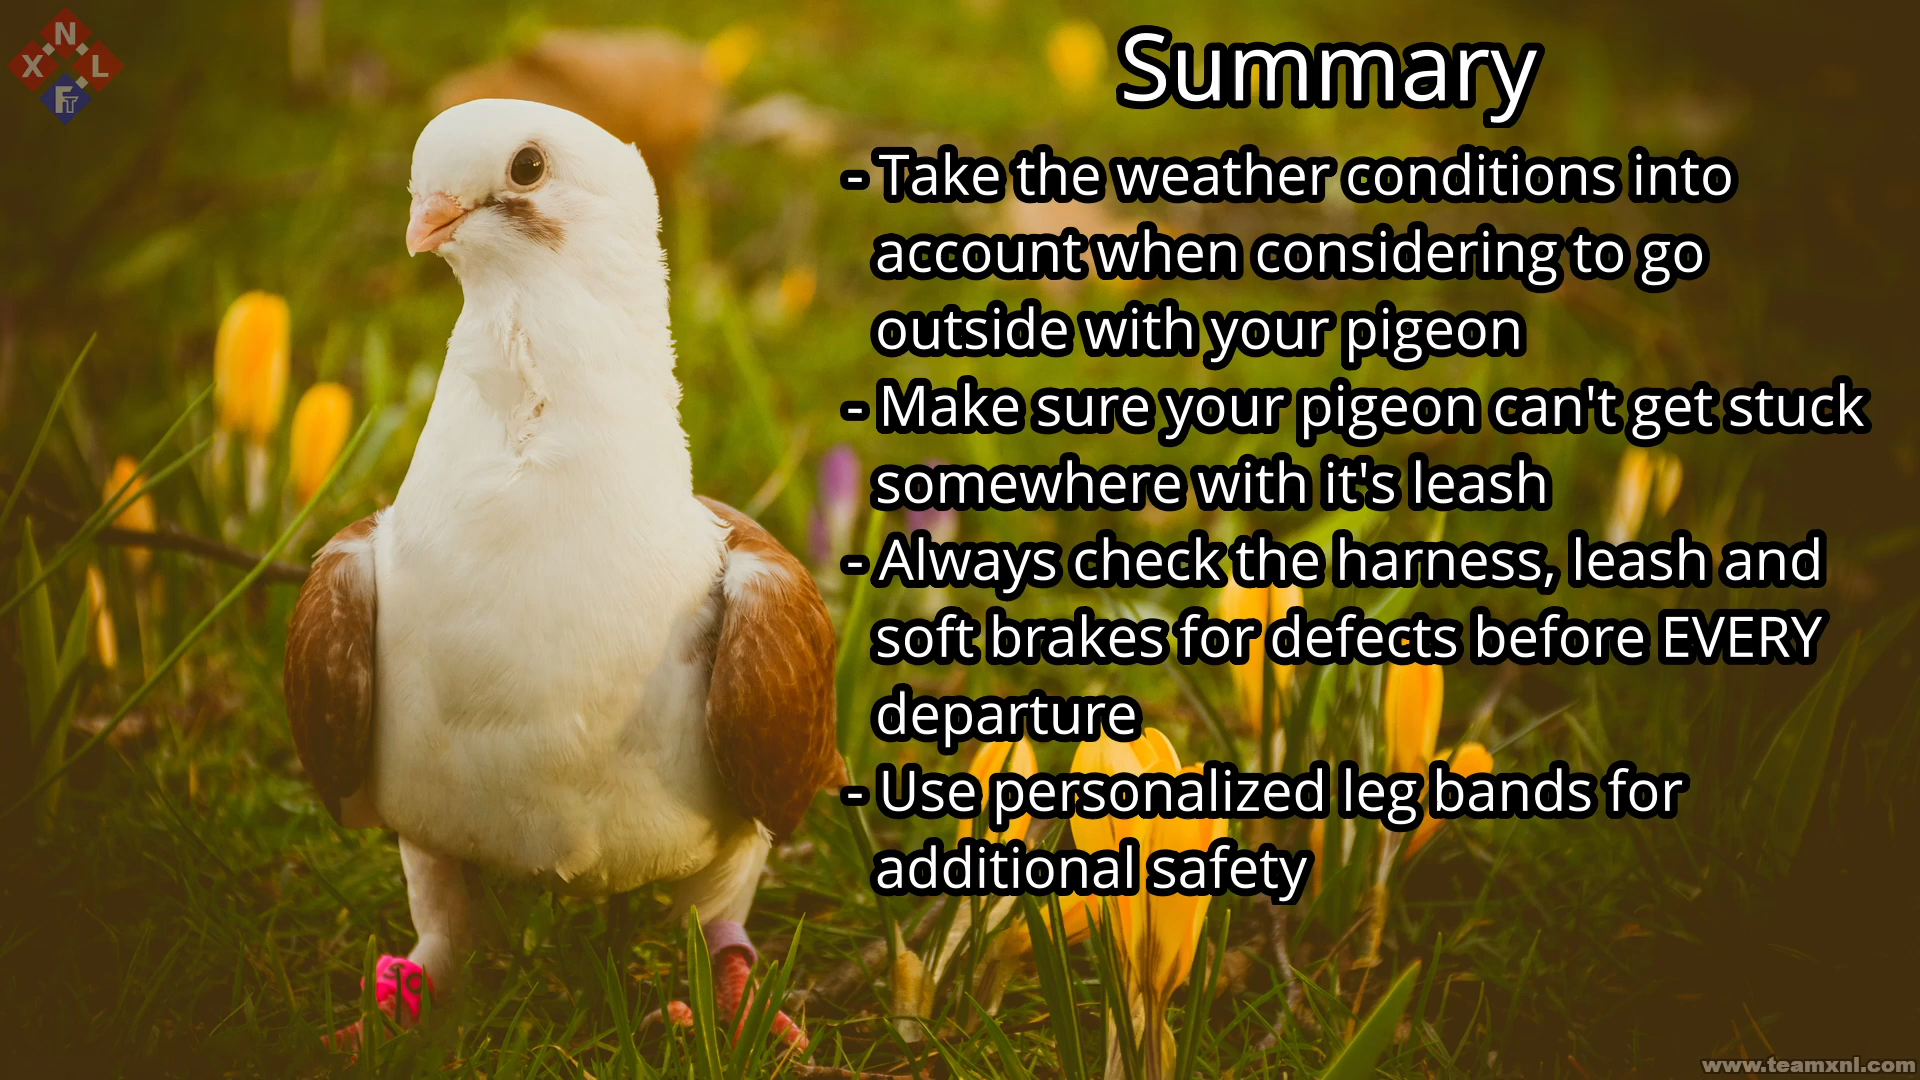 N
X L
FT
Summary
- Take the weather conditions into
account when considering to go
outside with your pigeon
- Make sure your pigeon can't get stuck
somewhere with it's leash
- Always check the harness, leash and
soft brakes for defects before EVERY
departure
- Use personalized leg bands for
additional safety
www.teamxnl.com